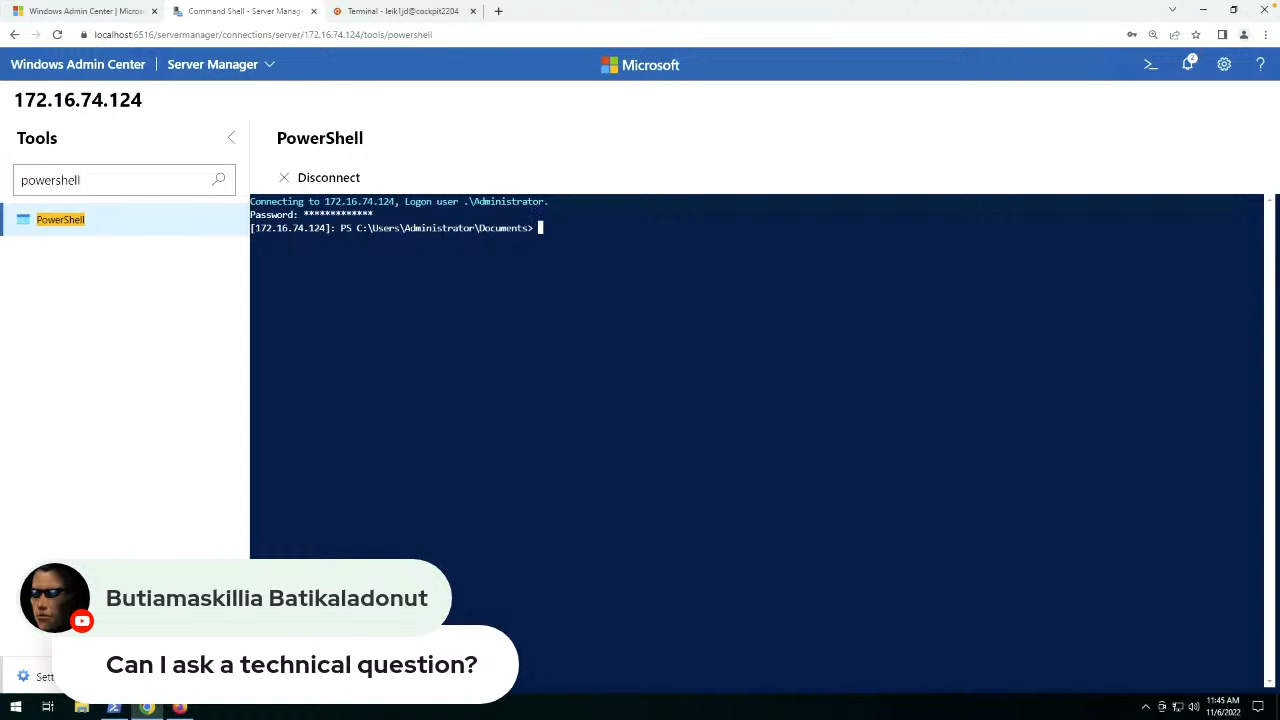 Windows Admin Center | Microso
Command Shell - Server Manage
Terminal - leik1jd@cockpit2204
localhost:6516/servermanager/connections/server/172.16.74.124/tools/powershell
Windows Admin Center
Server Manager
Microsoft
2
172.16.74.124
Tools
PowerShell
powershell
Disconnect
PowerShell
Connecting to 172.16.74.124, Logon user .\Administrator.
Password: *************
[172.16.74.124]: PS C:\Users\Administrator\Documents>
Butiamaskillia Batikaladonut
Can I ask a technical question?
Sett
11:45 AM
11/6/2022